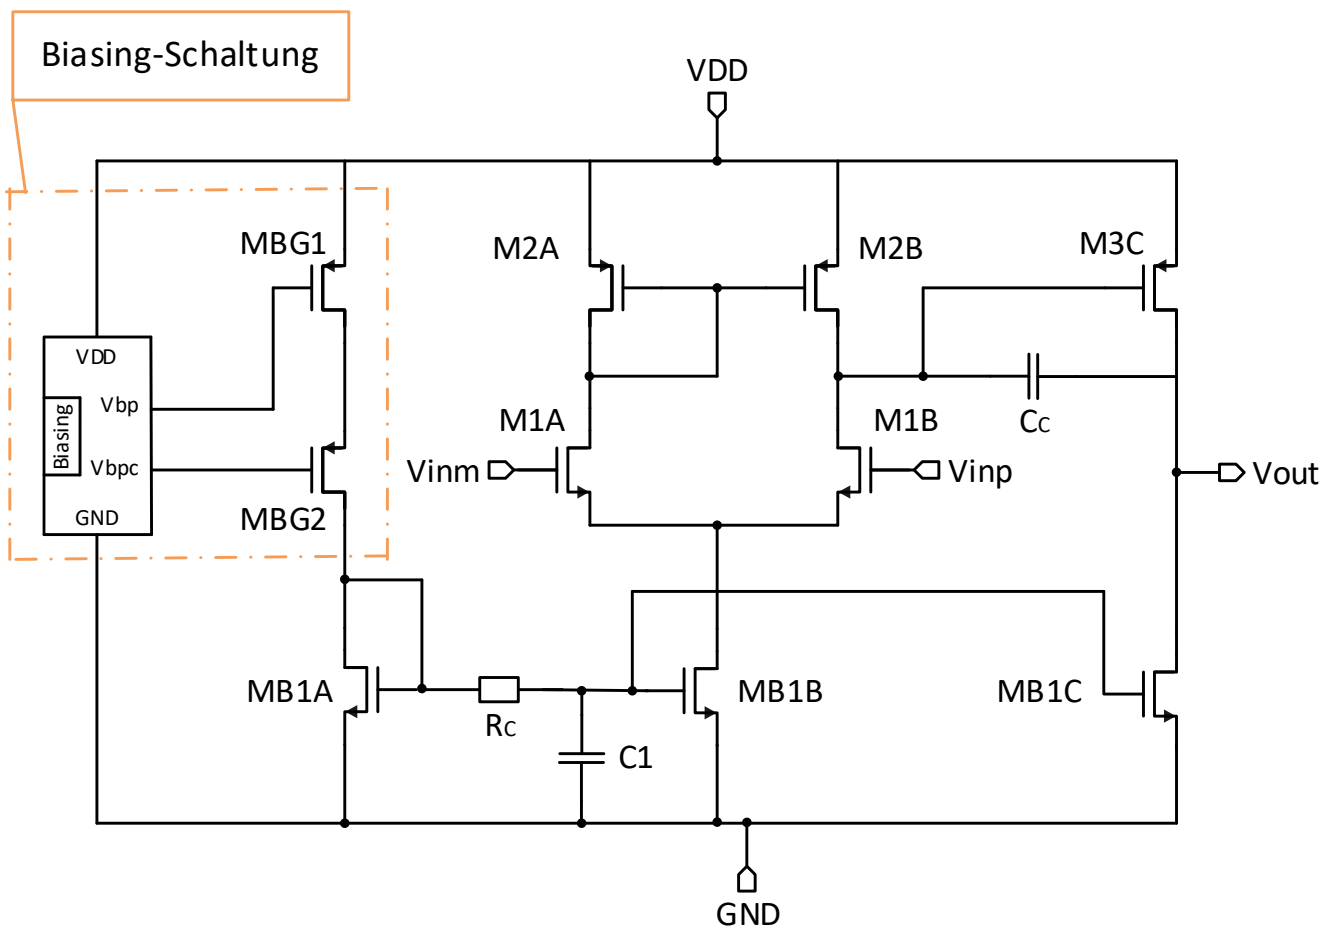 Biasing-Schaltung
VDD
MBG1
M2A
M2B
M3C
VDD
Vbp
Biasing
Vbpc
GND
MBG2
M1A
M1B
CC
Vinm
Vinp
Vout
MB1A
RC
C1
MB1B
MB1C
GND